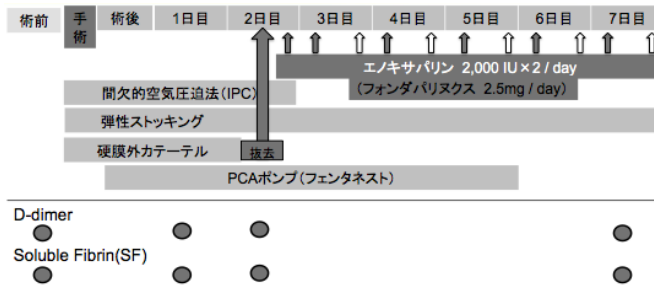 術前 手術 術後 1日目 2日目 3日目 4日目 5日目 6日目 7日目
エノキサパリン 2,000 IU×2 / day
間欠的空気圧迫法(IPC)
(フォンダパリヌクス 2.5mg / day)
弾性ストッキング
硬膜外カテーテル 抜去
PCAポンプ(フェンタネスト)
D-dimer
Soluble Fibrin(SF)